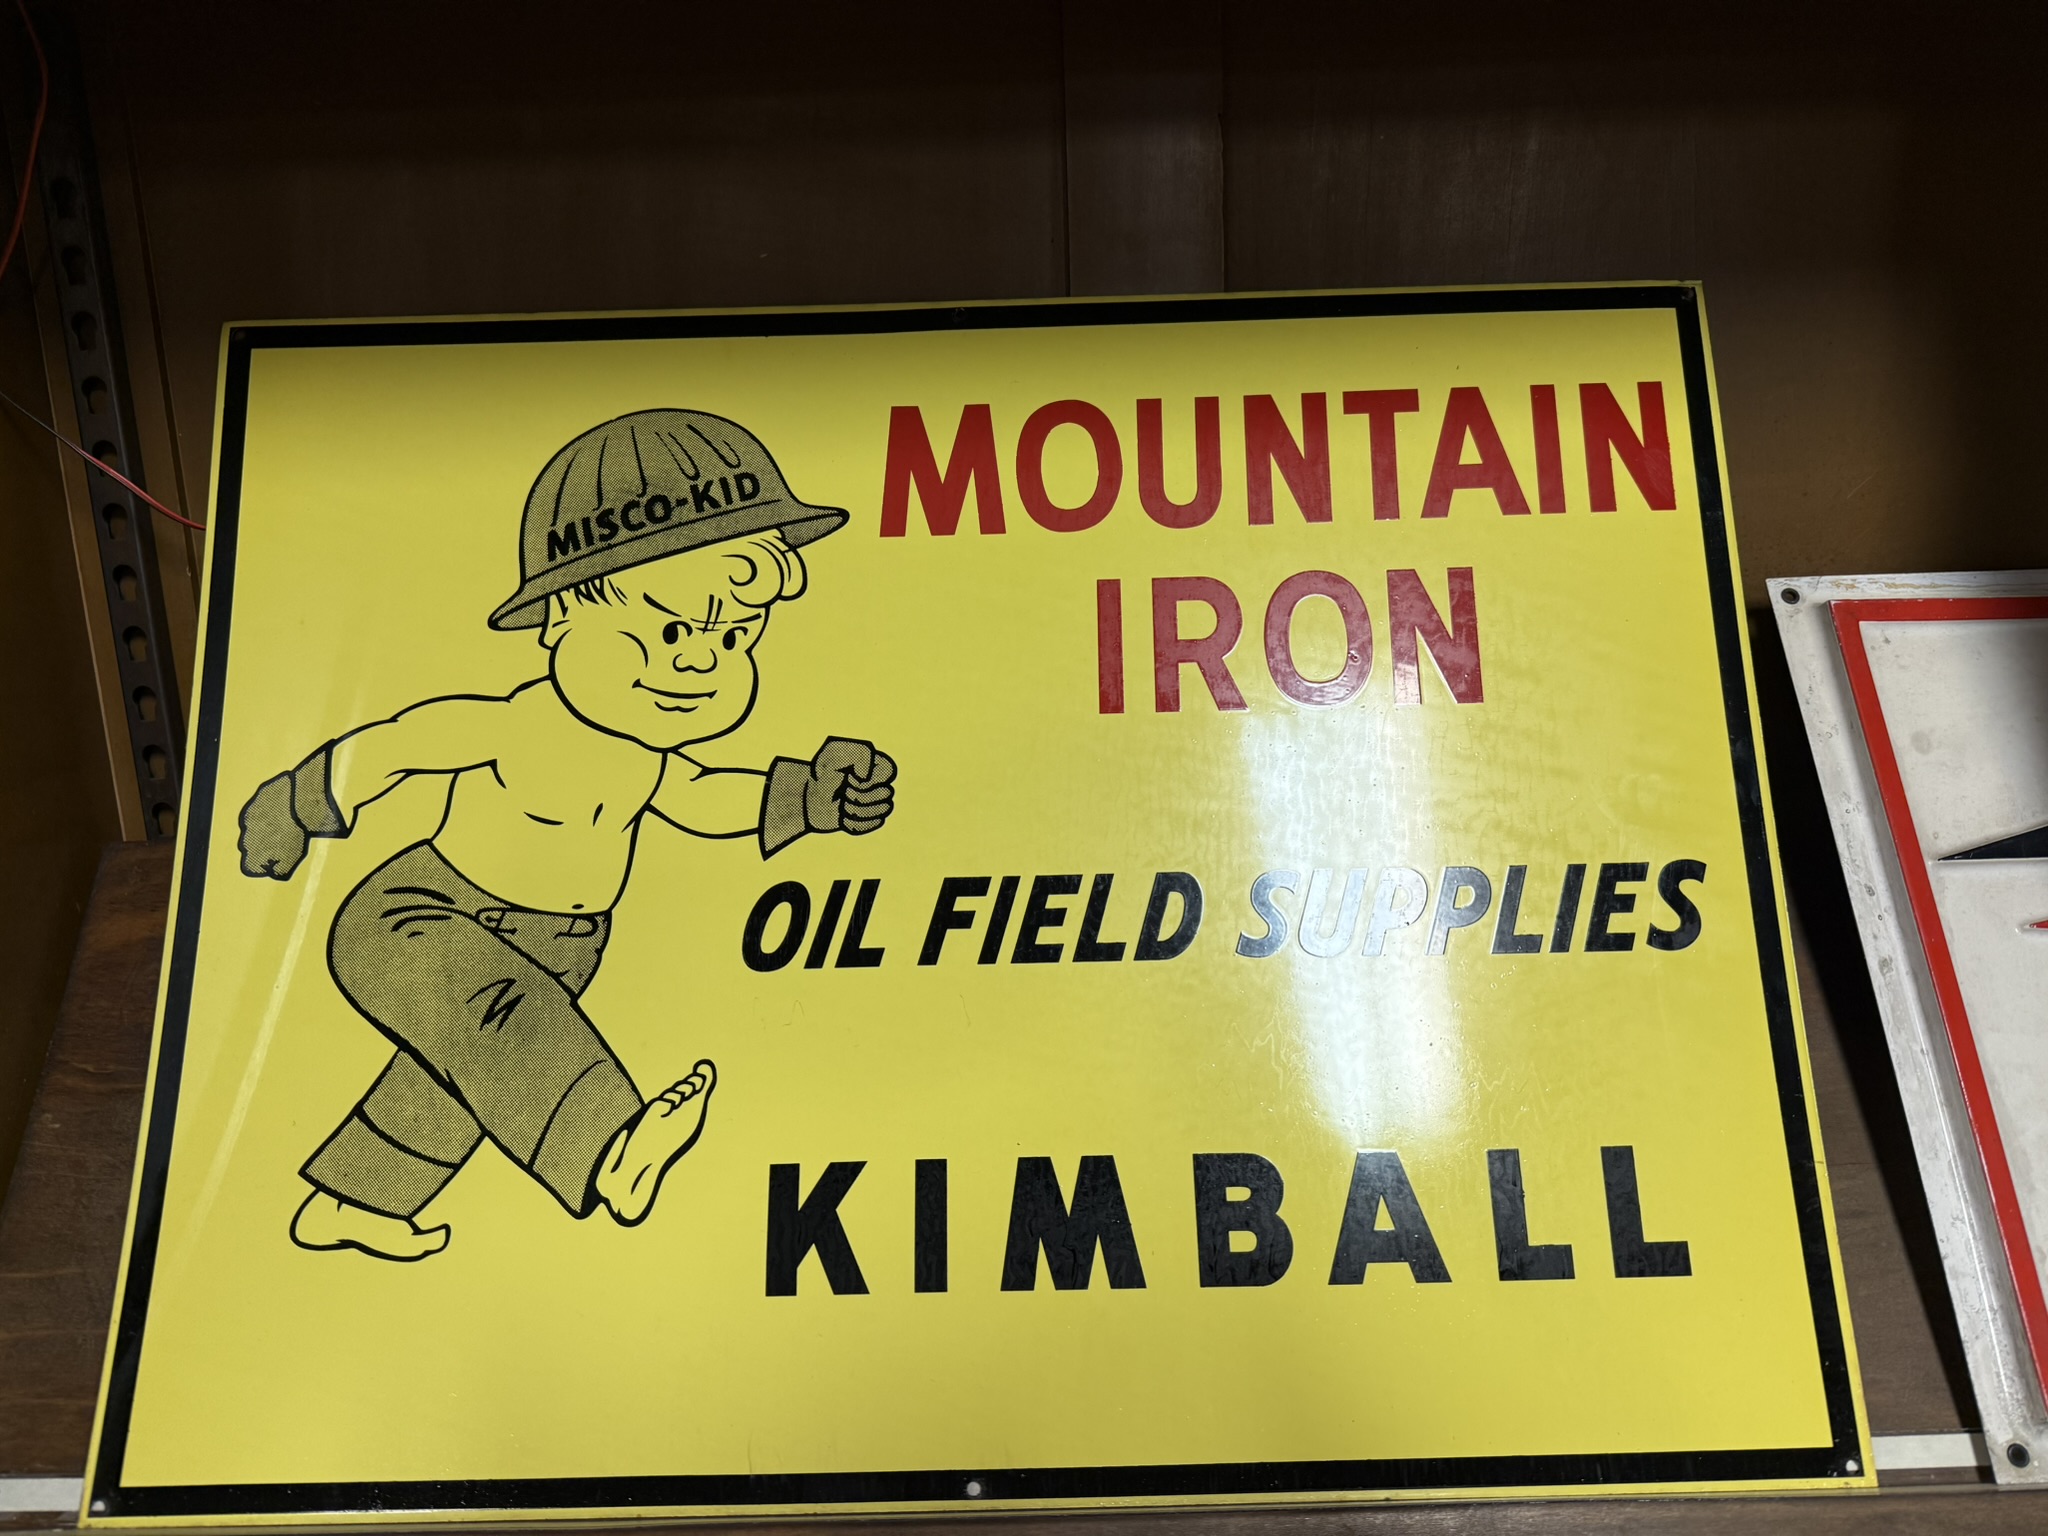 MISCO-KID
MOUNTAIN
IRON
OIL FIELD SUPPLIES
KIMBALL